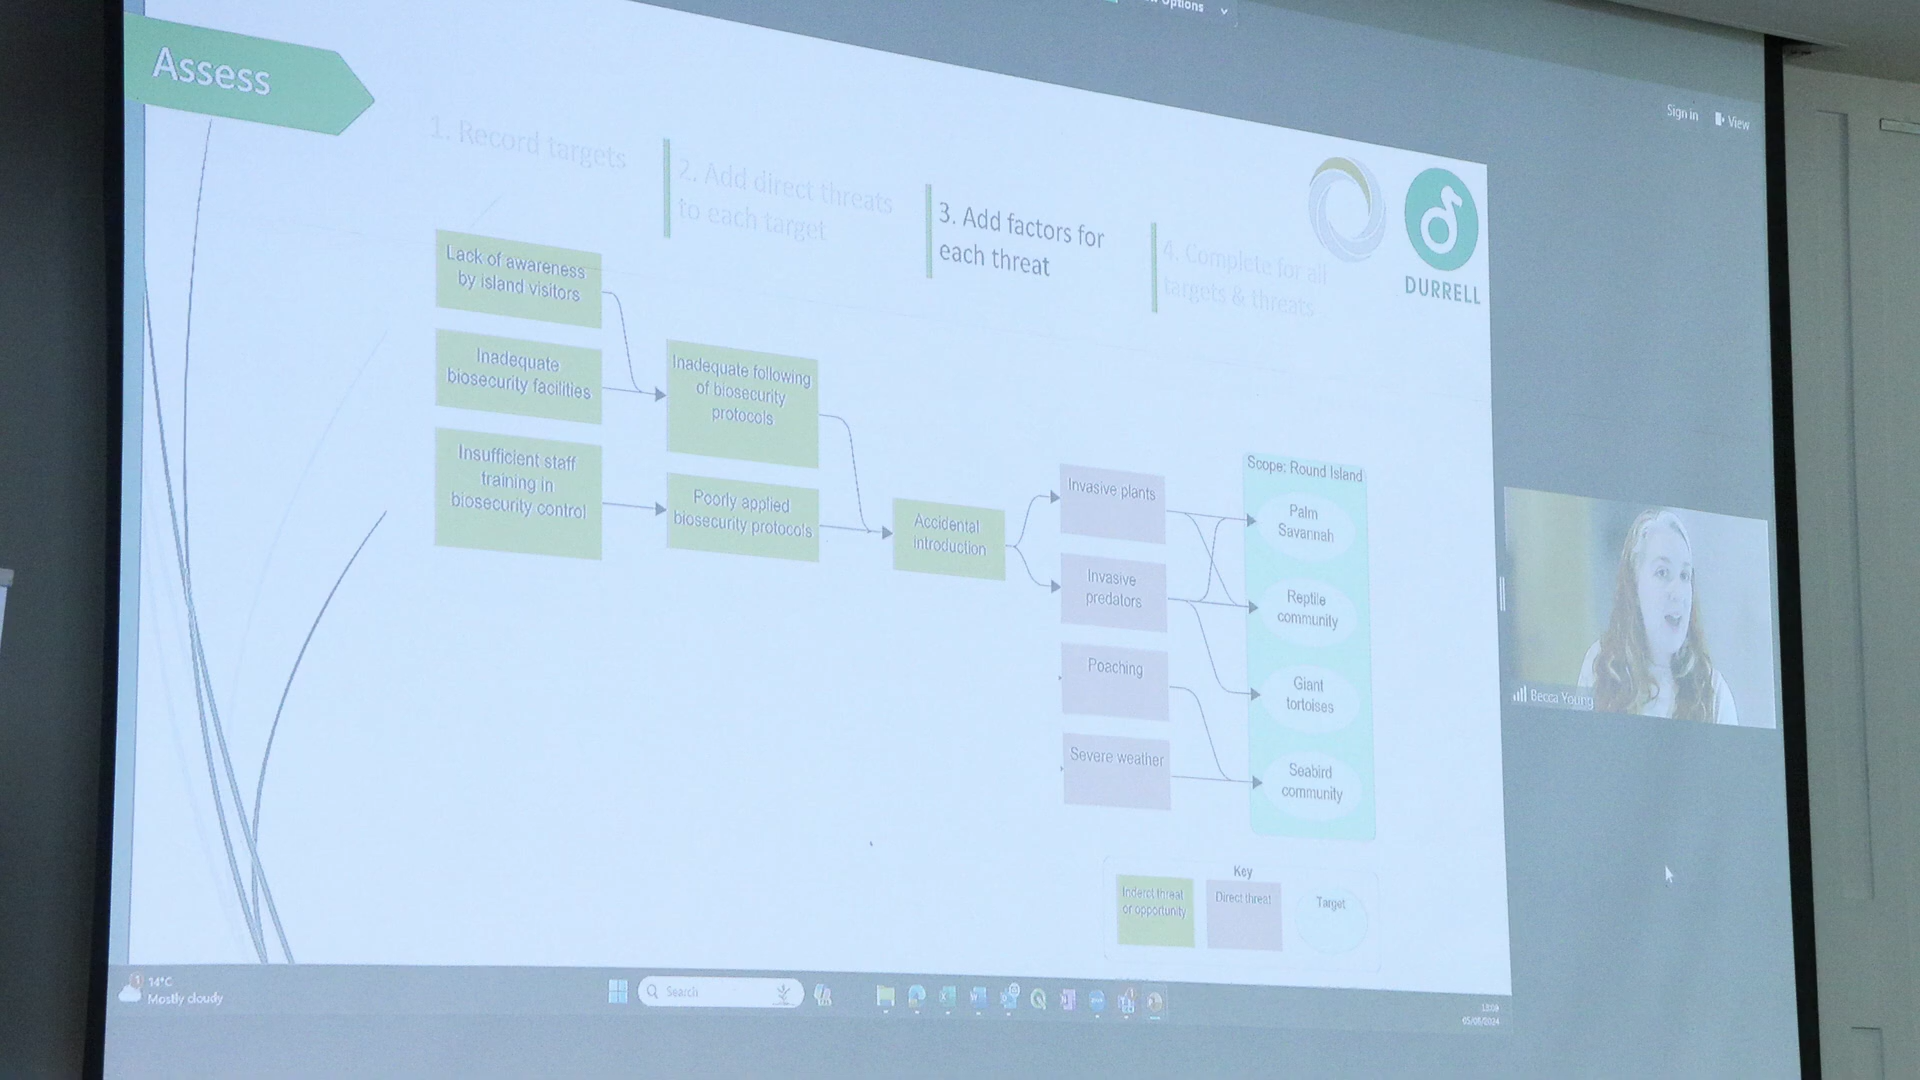 Options
Sign in
View
Assess
1. Record targets
2. Add direct threats
to each target
3. Add factors for
each threat
4. Complete for all
targets & threats
DURRELL
Lack of awareness
by island visitors
Inadequate
biosecurity facilities
Insufficient staff
training in
biosecurity control
Inadequate following
of biosecurity
protocols
Poorly applied
biosecurity protocols
Accidental
introduction
Invasive plants
Invasive
predators
Poaching
Severe weather
Scope: Round Island
Palm
Savannah
Reptile
community
Giant
tortoises
Seabird
community
Key
Inderct threat
or opportunity
Direct threat
Target
Becca Young
14°C
Mostly cloudy
Search